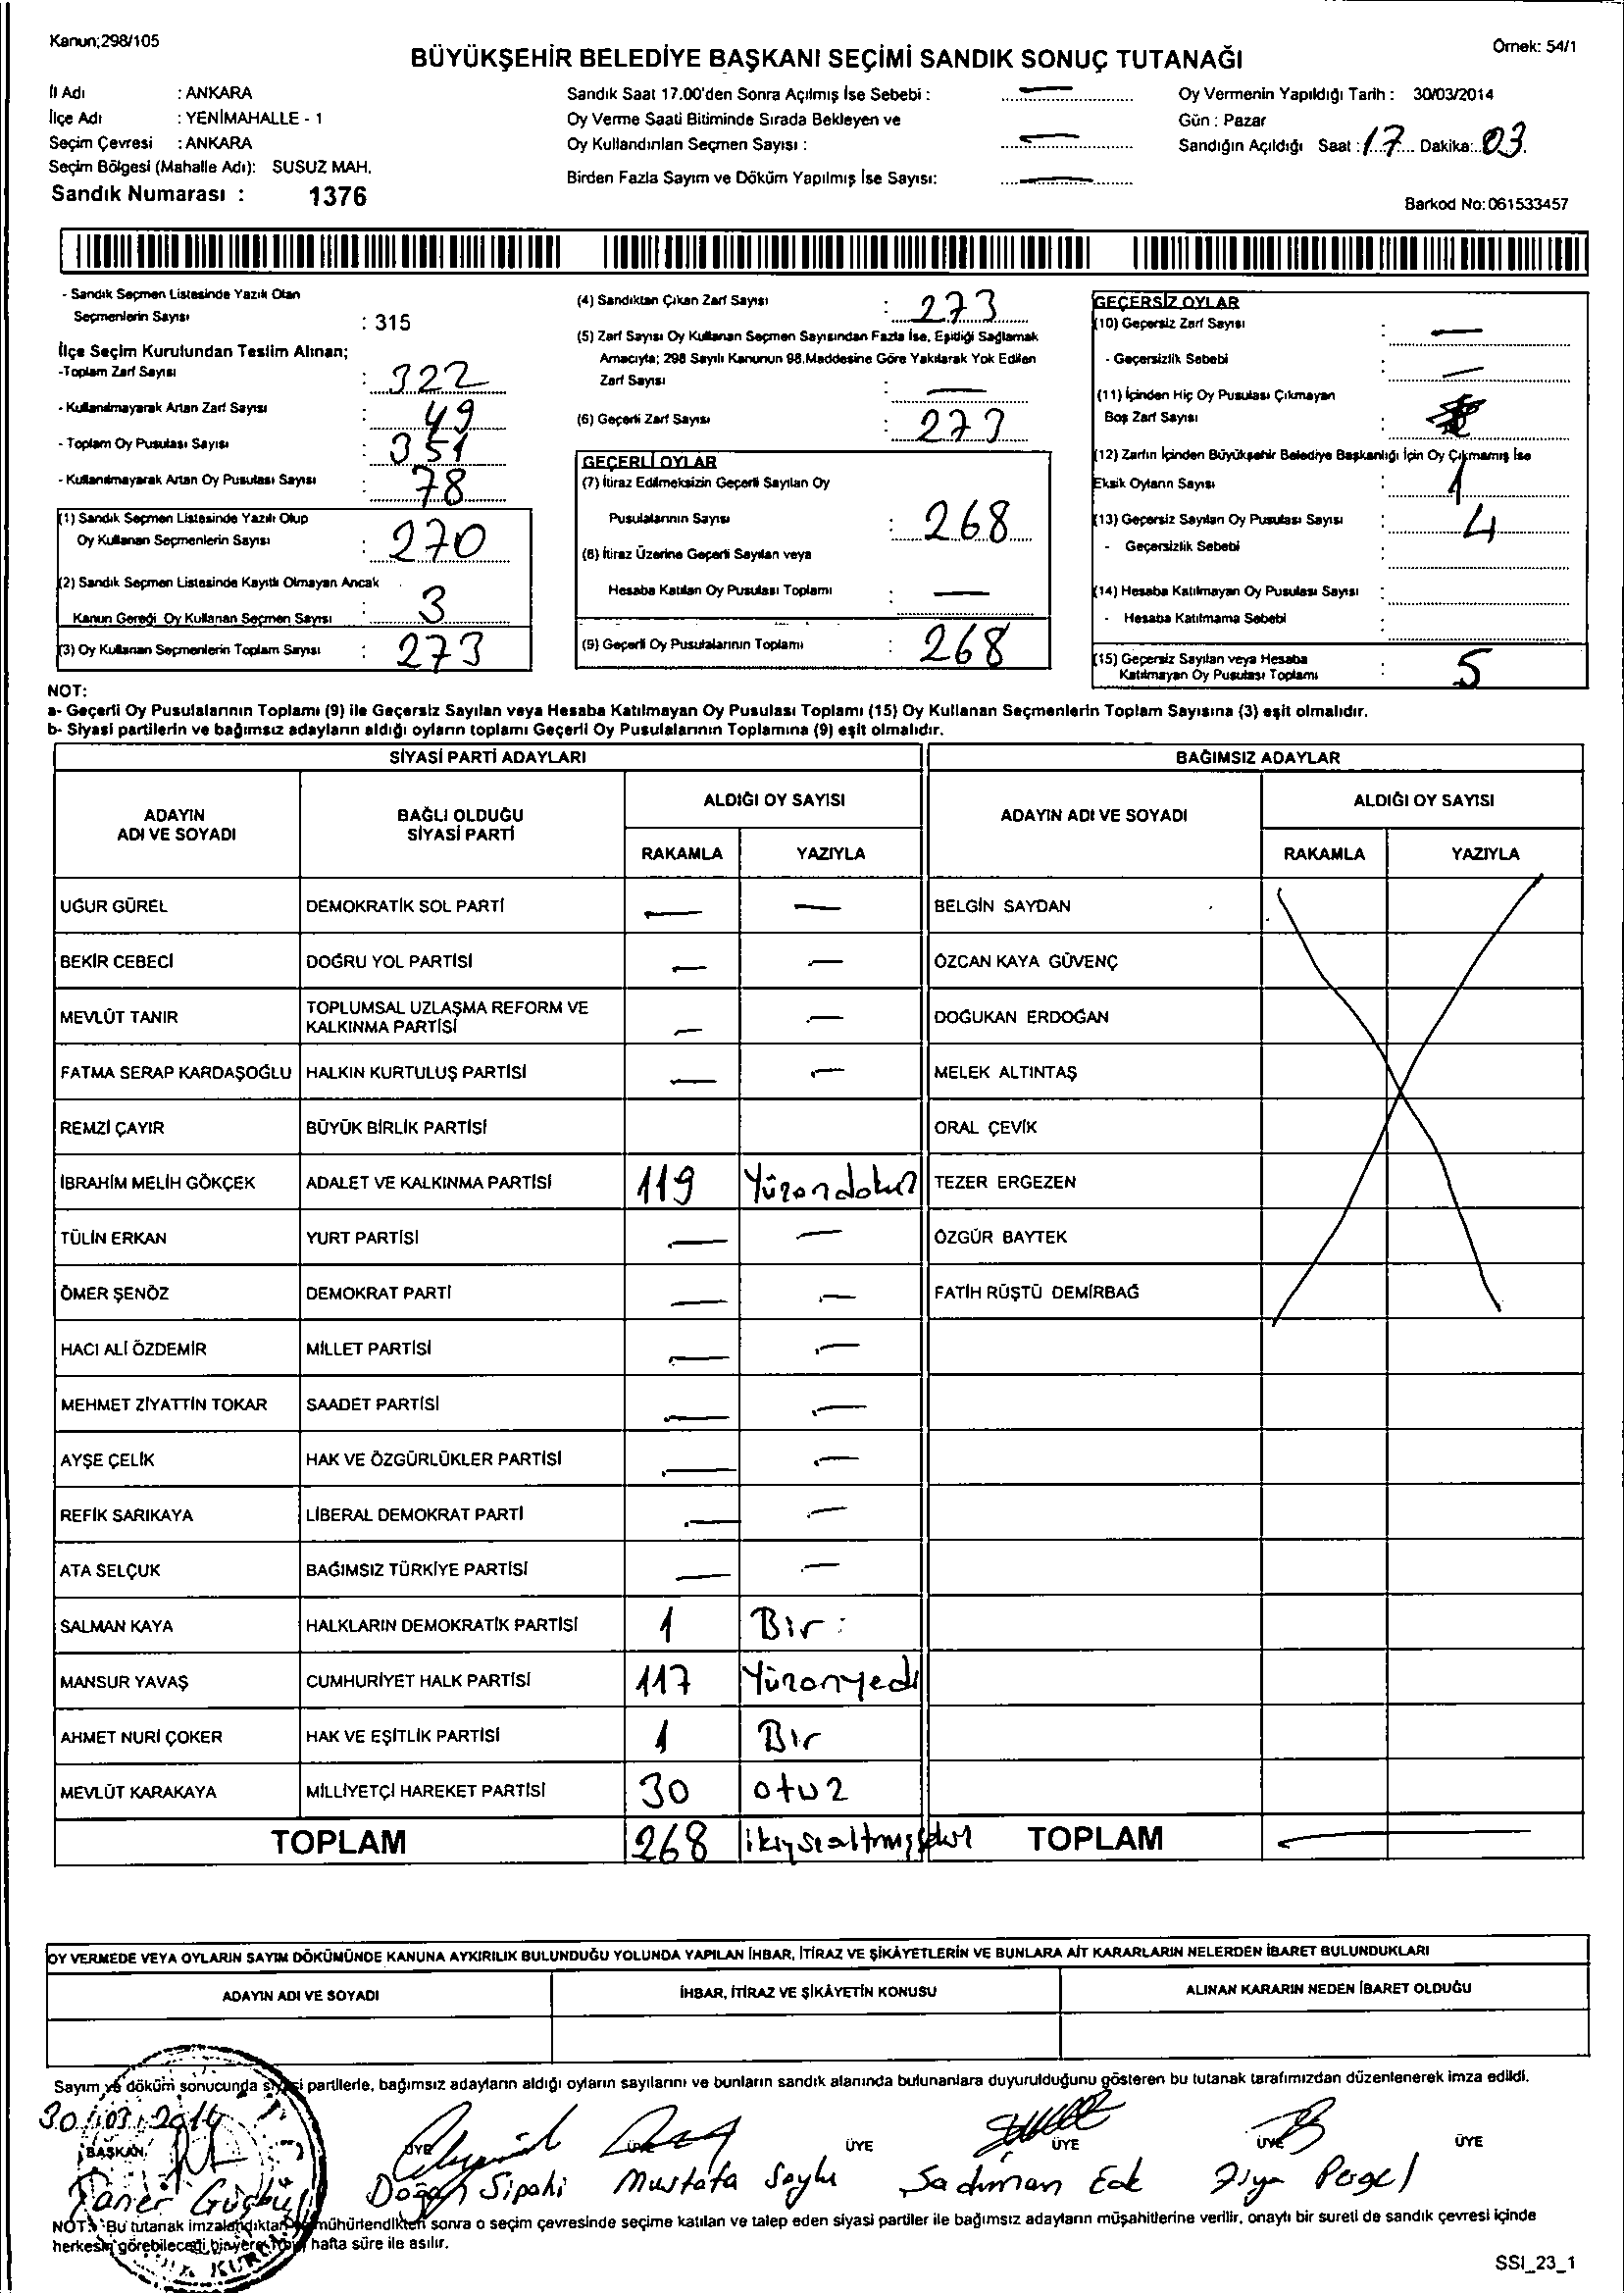 Kanun;298/105
Örnek: 54/1
BÜYÜKŞEHİR BELEDİYE BAŞKANI SEÇİMİ SANDIK SONUÇ TUTANAĞI
İl Adı : ANKARA
İlçe Adı : YENİMAHALLE - 1
Seçim Çevresi : ANKARA
Seçim Bölgesi (Mahalle Adı): SUSUZ MAH.
Sandık Numarası : 1376
Sandık Saat 17.00'den Sonra Açılmış İse Sebebi : —
Oy Verme Saati Bitiminde Sırada Bekleyen ve
Oy Kullandırılan Seçmen Sayısı : —
Birden Fazla Sayım ve Döküm Yapılmış İse Sayısı: —
Oy Vermenin Yapıldığı Tarih : 30/03/2014
Gün : Pazar
Sandığın Açıldığı Saat : 17 Dakika: 03
Barkod No: 061533457
- Sandık Seçmen Listesinde Yazılı Olan
Seçmenlerin Sayısı : 315
İlçe Seçim Kurulundan Teslim Alınan;
-Toplam Zarf Sayısı : 322
- Kullanılmayarak Artan Zarf Sayısı : 49
- Toplam Oy Pusulası Sayısı : 351
- Kullanılmayarak Artan Oy Pusulası Sayısı : 78
(1) Sandık Seçmen Listesinde Yazılı Olup
Oy Kullanan Seçmenlerin Sayısı : 270
(2) Sandık Seçmen Listesinde Kayıtlı Olmayan Ancak
Kanun Gereği Oy Kullanan Seçmen Sayısı : 3
(3) Oy Kullanan Seçmenlerin Toplam Sayısı : 273
(4) Sandıktan Çıkan Zarf Sayısı : 273
(5) Zarf Sayısı Oy Kullanan Seçmen Sayısından Fazla İse, Eşitliği Sağlamak
Amacıyla; 298 Sayılı Kanunun 98.Maddesine Göre Yakılarak Yok Edilen
Zarf Sayısı : —
(6) Geçerli Zarf Sayısı : 273
GEÇERLİ OYLAR
(7) İtiraz Edilmeksizin Geçerli Sayılan Oy
Pusulalarının Sayısı : 268
(8) İtiraz Üzerine Geçerli Sayılan veya
Hesaba Katılan Oy Pusulası Toplamı : —
(9) Geçerli Oy Pusulalarının Toplamı : 268
GEÇERSİZ OYLAR
(10) Geçersiz Zarf Sayısı : —
- Geçersizlik Sebebi : —
(11) İçinden Hiç Oy Pusulası Çıkmayan
Boş Zarf Sayısı :
(12) Zarfın İçinden Büyükşehir Belediye Başkanlığı İçin Oy Çıkmamış İse
Eksik Oyların Sayısı : 1
(13) Geçersiz Sayılan Oy Pusulası Sayısı : 4
- Geçersizlik Sebebi :
(14) Hesaba Katılmayan Oy Pusulası Sayısı :
- Hesaba Katılmama Sebebi :
(15) Geçersiz Sayılan veya Hesaba
Katılmayan Oy Pusulası Toplamı : 5
NOT:
a- Geçerli Oy Pusulalarının Toplamı (9) ile Geçersiz Sayılan veya Hesaba Katılmayan Oy Pusulası Toplamı (15) Oy Kullanan Seçmenlerin Toplam Sayısına (3) eşit olmalıdır.
b- Siyasi partilerin ve bağımsız adayların aldığı oyların toplamı Geçerli Oy Pusulalarının Toplamına (9) eşit olmalıdır.
SİYASİ PARTİ ADAYLARI BAĞIMSIZ ADAYLAR
ADAYIN ADI VE SOYADI BAĞLI OLDUĞU SİYASİ PARTİ ALDIĞI OY SAYISI ADAYIN ADI VE SOYADI ALDIĞI OY SAYISI
RAKAMLA YAZIYLA RAKAMLA YAZIYLA
UĞUR GÜREL DEMOKRATİK SOL PARTİ — — BELGİN SAYDAN
BEKİR CEBECİ DOĞRU YOL PARTİSİ — — ÖZCAN KAYA GÜVENÇ
MEVLÜT TANIR TOPLUMSAL UZLAŞMA REFORM VE KALKINMA PARTİSİ — — DOĞUKAN ERDOĞAN
FATMA SERAP KARDAŞOĞLU HALKIN KURTULUŞ PARTİSİ — — MELEK ALTINTAŞ
REMZİ ÇAYIR BÜYÜK BİRLİK PARTİSİ ORAL ÇEVİK
İBRAHİM MELİH GÖKÇEK ADALET VE KALKINMA PARTİSİ 119 Yüzondokuz TEZER ERGEZEN
TÜLİN ERKAN YURT PARTİSİ — — ÖZGÜR BAYTEK
ÖMER ŞENÖZ DEMOKRAT PARTİ — — FATİH RÜŞTÜ DEMİRBAĞ
HACI ALİ ÖZDEMİR MİLLET PARTİSİ — —
MEHMET ZİYATTİN TOKAR SAADET PARTİSİ — —
AYŞE ÇELİK HAK VE ÖZGÜRLÜKLER PARTİSİ — —
REFİK SARIKAYA LİBERAL DEMOKRAT PARTİ — —
ATA SELÇUK BAĞIMSIZ TÜRKİYE PARTİSİ — —
SALMAN KAYA HALKLARIN DEMOKRATİK PARTİSİ 1 Bir
MANSUR YAVAŞ CUMHURİYET HALK PARTİSİ 117 Yüzonyedi
AHMET NURİ ÇOKER HAK VE EŞİTLİK PARTİSİ 1 Bir
MEVLÜT KARAKAYA MİLLİYETÇİ HAREKET PARTİSİ 30 otuz
TOPLAM 268 TOPLAM —
OY VERMEDE VEYA OYLARIN SAYIM DÖKÜMÜNDE KANUNA AYKIRILIK BULUNDUĞU YOLUNDA YAPILAN İHBAR, İTİRAZ VE ŞİKÂYETLERİN VE BUNLARA AİT KARARLARIN NELERDEN İBARET BULUNDUKLARI
ADAYIN ADI VE SOYADI İHBAR, İTİRAZ VE ŞİKÂYETİN KONUSU ALINAN KARARIN NEDEN İBARET OLDUĞU
Sayım ve döküm sonucunda siyasi partilerle, bağımsız adayların aldığı oyların sayılarını ve bunların sandık alanında bulunanlara duyurulduğunu gösteren bu tutanak tarafımızdan düzenlenerek imza edildi.
30/03/2014
BAŞKAN ÜYE ÜYE ÜYE ÜYE ÜYE ÜYE
Taner Doğan Sipahi Mustafa Soylu
NOT: Bu tutanak imzalandıktan mühürlendikten sonra o seçim çevresinde seçime katılan ve talep eden siyasi partiler ile bağımsız adayların müşahitlerine verilir, onaylı bir sureti de sandık çevresi içinde
herkesin görebileceği bir yere hafta süre ile asılır.
SSI_23_1